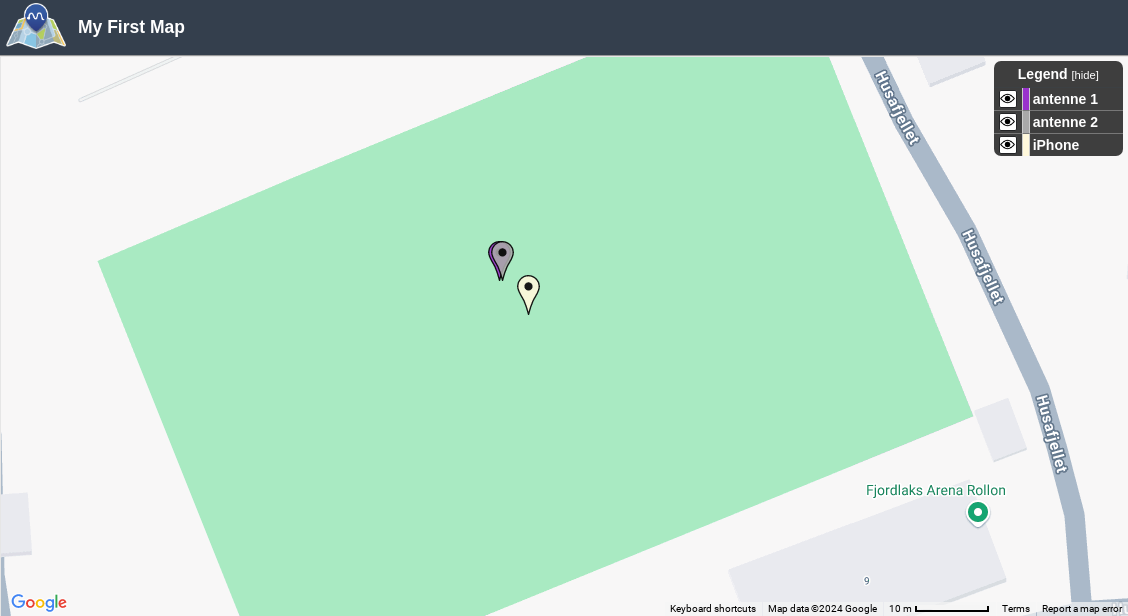 My First Map
Legend [hide]
antenne 1
antenne 2
iPhone
Husafjellet
Husafjellet
Husafjellet
Fjordlaks Arena Rollon
9
Google
Keyboard shortcuts Map data ©2024 Google 10 m Terms Report a map error